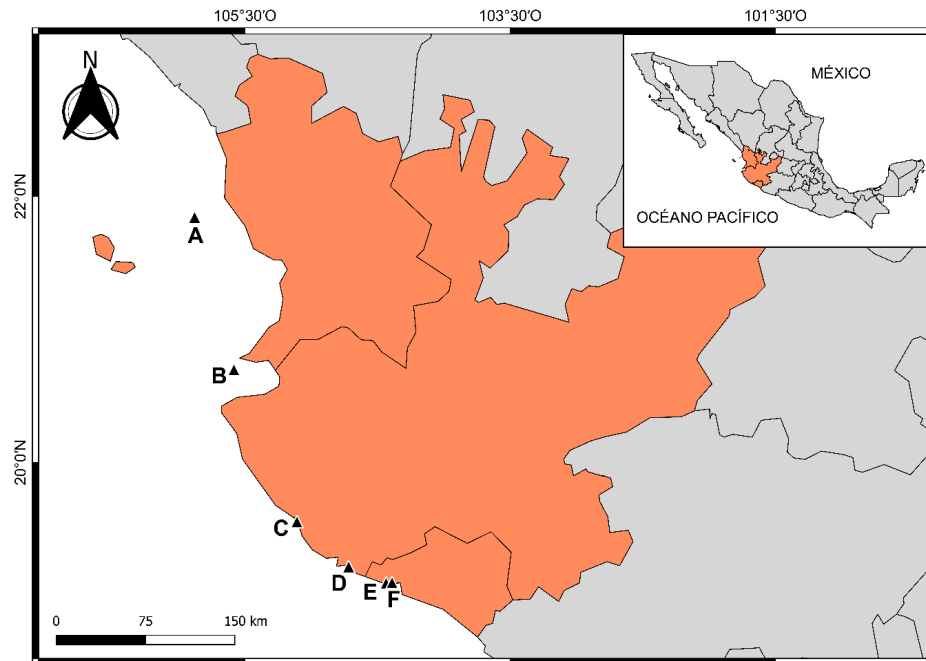 105°30'O 103°30'O 101°30'O
N
MÉXICO
OCÉANO PACÍFICO
22°0'N
A
B
20°0'N
C
D
E F
0 75 150 km